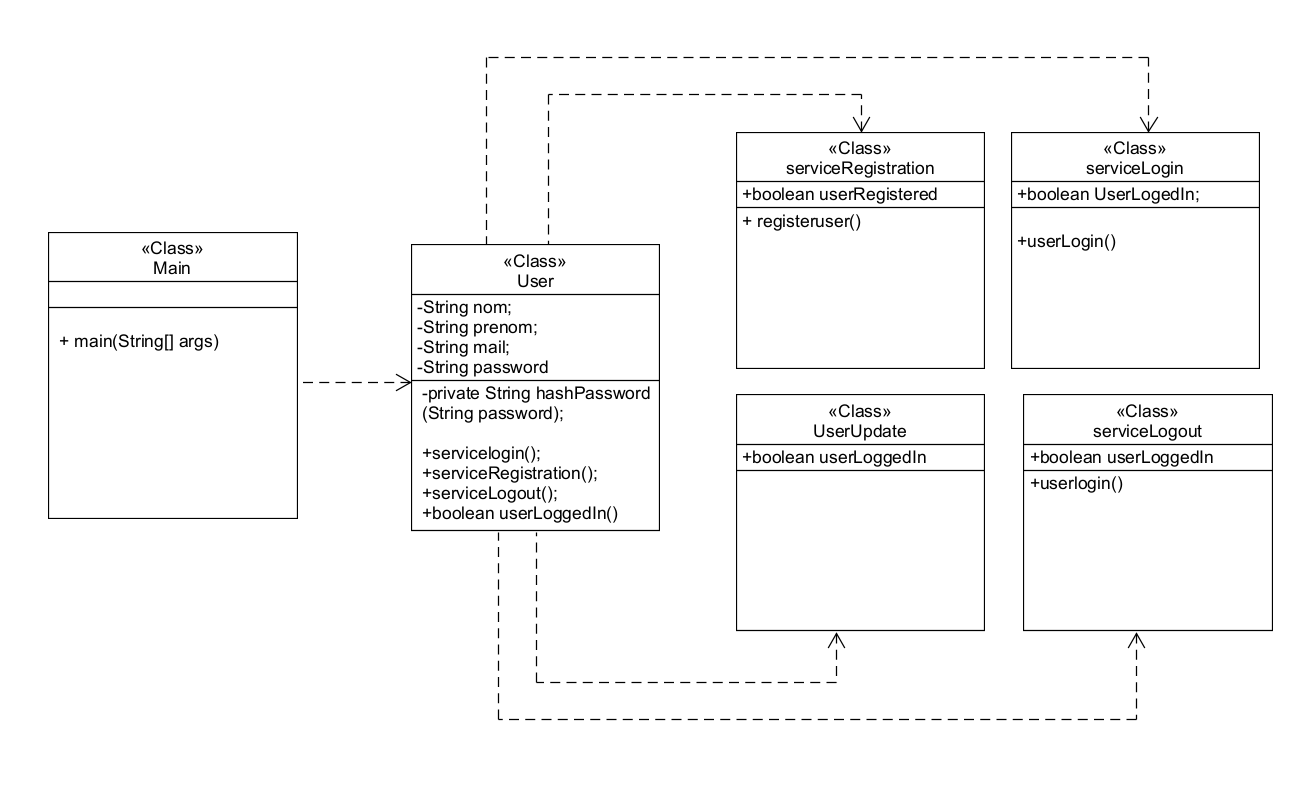 «Class»
Main
+ main(String[] args)
«Class»
User
-String nom;
-String prenom;
-String mail;
-String password
-private String hashPassword
(String password);
+servicelogin();
+serviceRegistration();
+serviceLogout();
+boolean userLoggedIn()
«Class»
serviceRegistration
+boolean userRegistered
+ registeruser()
«Class»
serviceLogin
+boolean UserLogedIn;
+userLogin()
«Class»
UserUpdate
+boolean userLoggedIn
«Class»
serviceLogout
+boolean userLoggedIn
+userlogin()